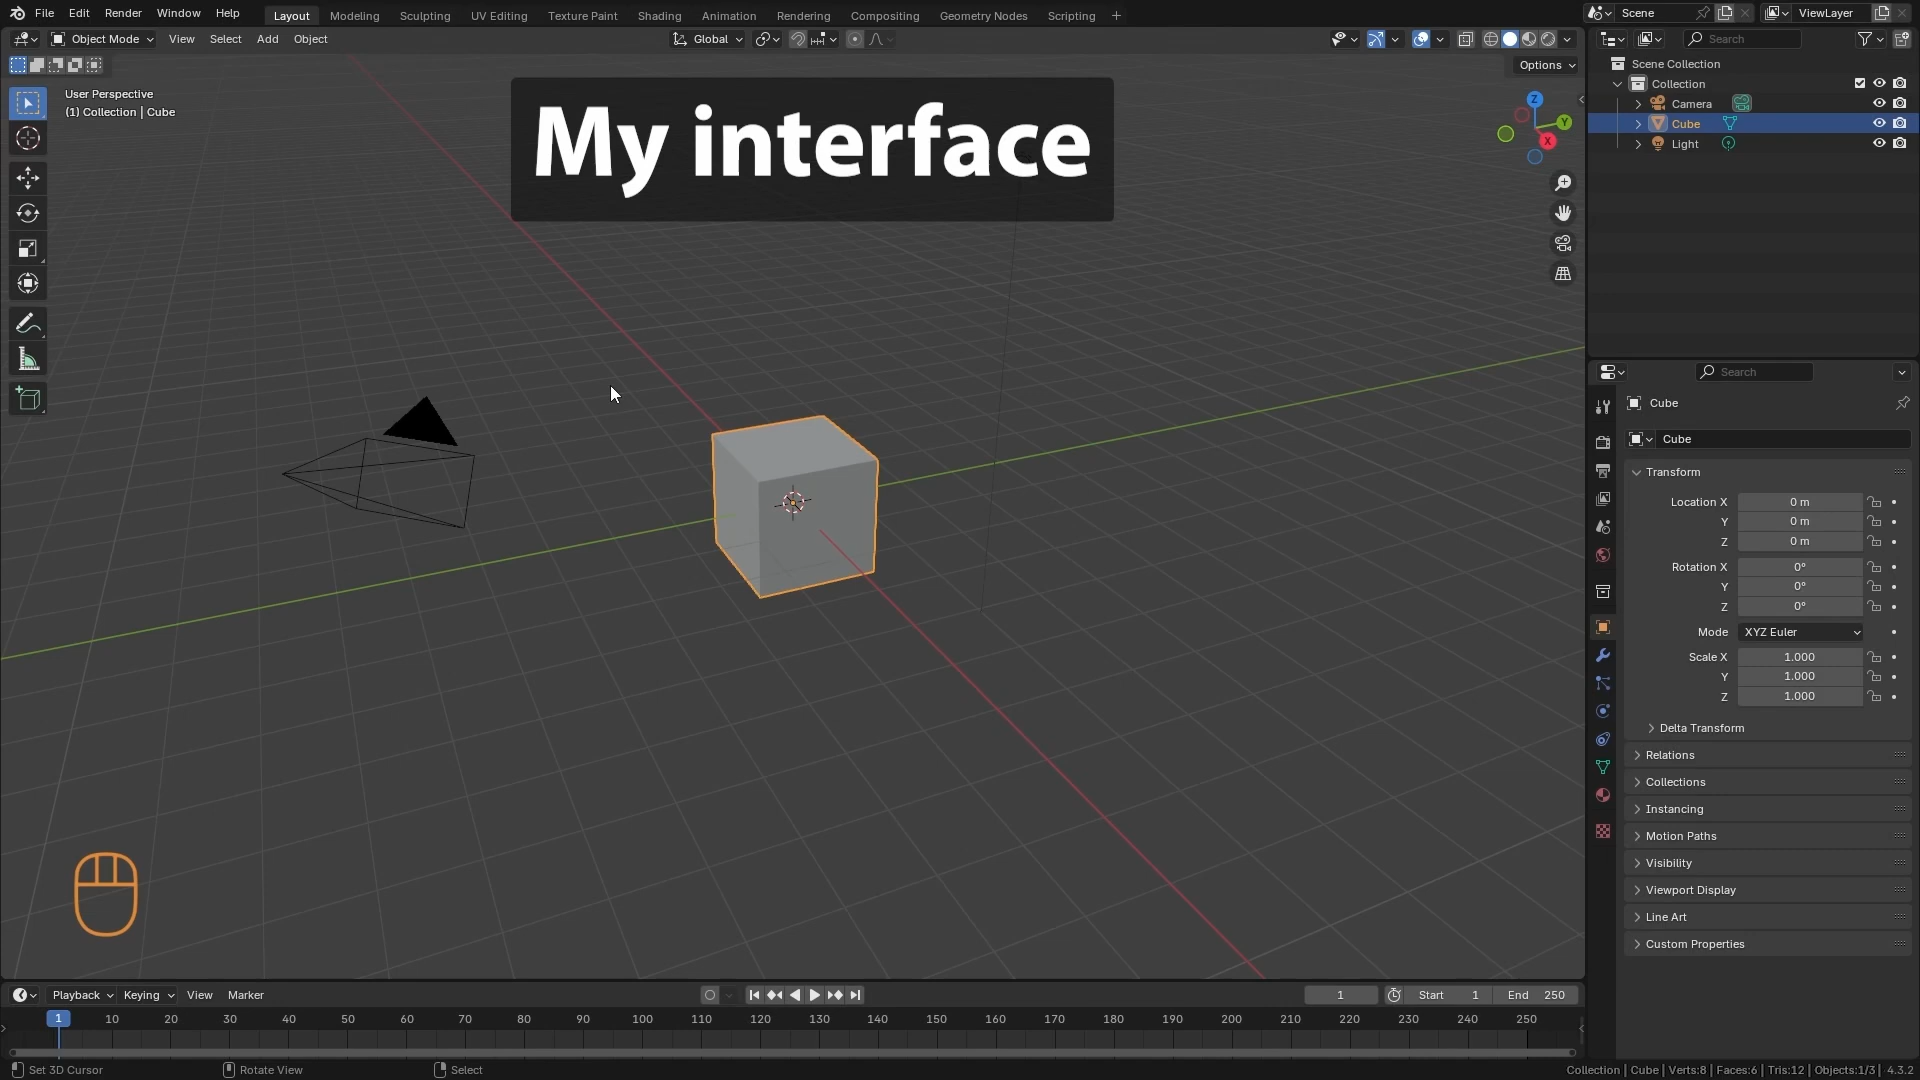 File Edit Render Window Help Layout Modeling Sculpting UV Editing Texture Paint Shading Animation Rendering Compositing Geometry Nodes Scripting + Scene ViewLayer
Object Mode View Select Add Object Global Search
Options
User Perspective
(1) Collection | Cube
My interface
Z
Y
X
Scene Collection
Collection
Camera
Cube
Light
Search
Cube
Cube
Transform
Location X 0 m
Y 0 m
Z 0 m
Rotation X 0°
Y 0°
Z 0°
Mode XYZ Euler
Scale X 1.000
Y 1.000
Z 1.000
Delta Transform
Relations
Collections
Instancing
Motion Paths
Visibility
Viewport Display
Line Art
Custom Properties
Playback Keying View Marker 1 Start 1 End 250
1 10 20 30 40 50 60 70 80 90 100 110 120 130 140 150 160 170 180 190 200 210 220 230 240 250
Set 3D Cursor Rotate View Select Collection | Cube | Verts:8 | Faces:6 | Tris:12 | Objects:1/3 | 4.3.2